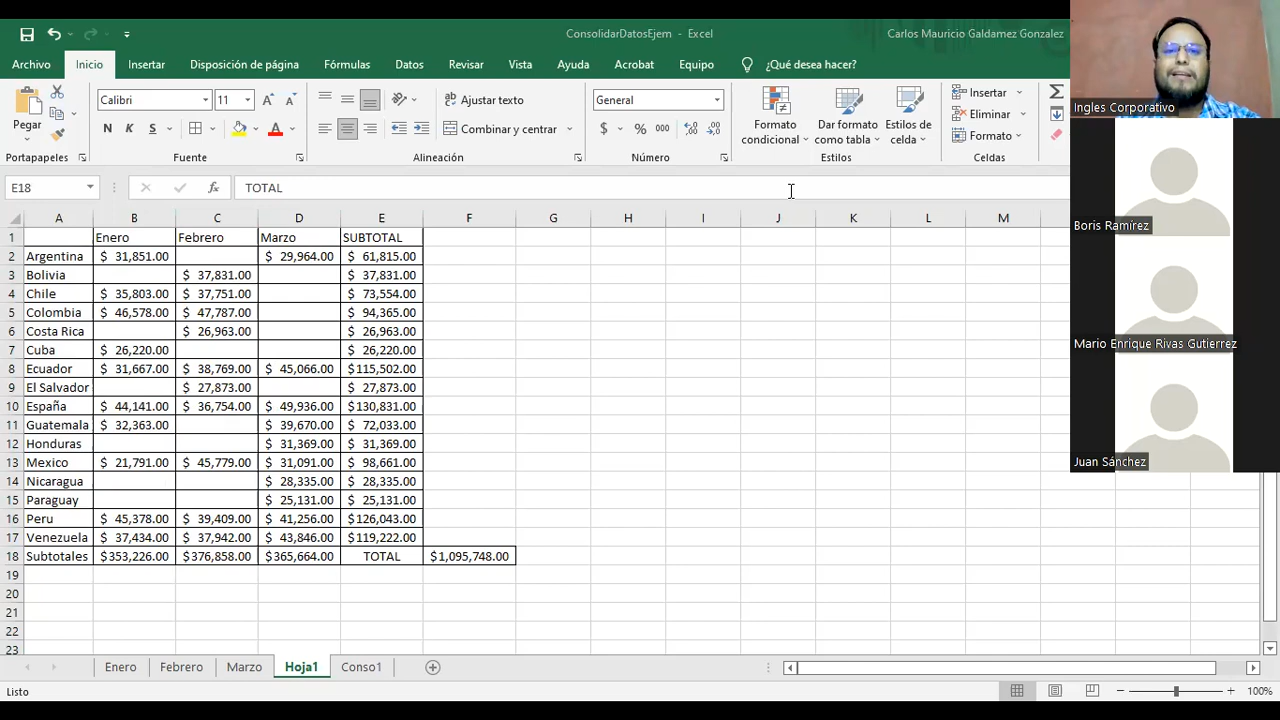 ConsolidarDatosEjem - Excel
Carlos Mauricio Galdamez Gonzalez
Archivo Inicio Insertar Disposición de página Fórmulas Datos Revisar Vista Ayuda Acrobat Equipo ¿Qué desea hacer?
Pegar
Calibri 11
N K S
Ajustar texto
Combinar y centrar
General
$ % 000
Formato condicional
Dar formato como tabla
Estilos de celda
Insertar
Eliminar
Formato
Portapapeles Fuente Alineación Número Estilos Celdas
E18 fx TOTAL
A B C D E F G H I J K L M
1 Enero Febrero Marzo SUBTOTAL
2 Argentina $ 31,851.00 $ 29,964.00 $ 61,815.00
3 Bolivia $ 37,831.00 $ 37,831.00
4 Chile $ 35,803.00 $ 37,751.00 $ 73,554.00
5 Colombia $ 46,578.00 $ 47,787.00 $ 94,365.00
6 Costa Rica $ 26,963.00 $ 26,963.00
7 Cuba $ 26,220.00 $ 26,220.00
8 Ecuador $ 31,667.00 $ 38,769.00 $ 45,066.00 $115,502.00
9 El Salvador $ 27,873.00 $ 27,873.00
10 España $ 44,141.00 $ 36,754.00 $ 49,936.00 $130,831.00
11 Guatemala $ 32,363.00 $ 39,670.00 $ 72,033.00
12 Honduras $ 31,369.00 $ 31,369.00
13 Mexico $ 21,791.00 $ 45,779.00 $ 31,091.00 $ 98,661.00
14 Nicaragua $ 28,335.00 $ 28,335.00
15 Paraguay $ 25,131.00 $ 25,131.00
16 Peru $ 45,378.00 $ 39,409.00 $ 41,256.00 $126,043.00
17 Venezuela $ 37,434.00 $ 37,942.00 $ 43,846.00 $119,222.00
18 Subtotales $353,226.00 $376,858.00 $365,664.00 TOTAL $1,095,748.00
19
20
21
22
23
Enero Febrero Marzo Hoja1 Conso1
Listo
100%
Ingles Corporativo
Boris Ramírez
Mario Enrique Rivas Gutierrez
Juan Sánchez